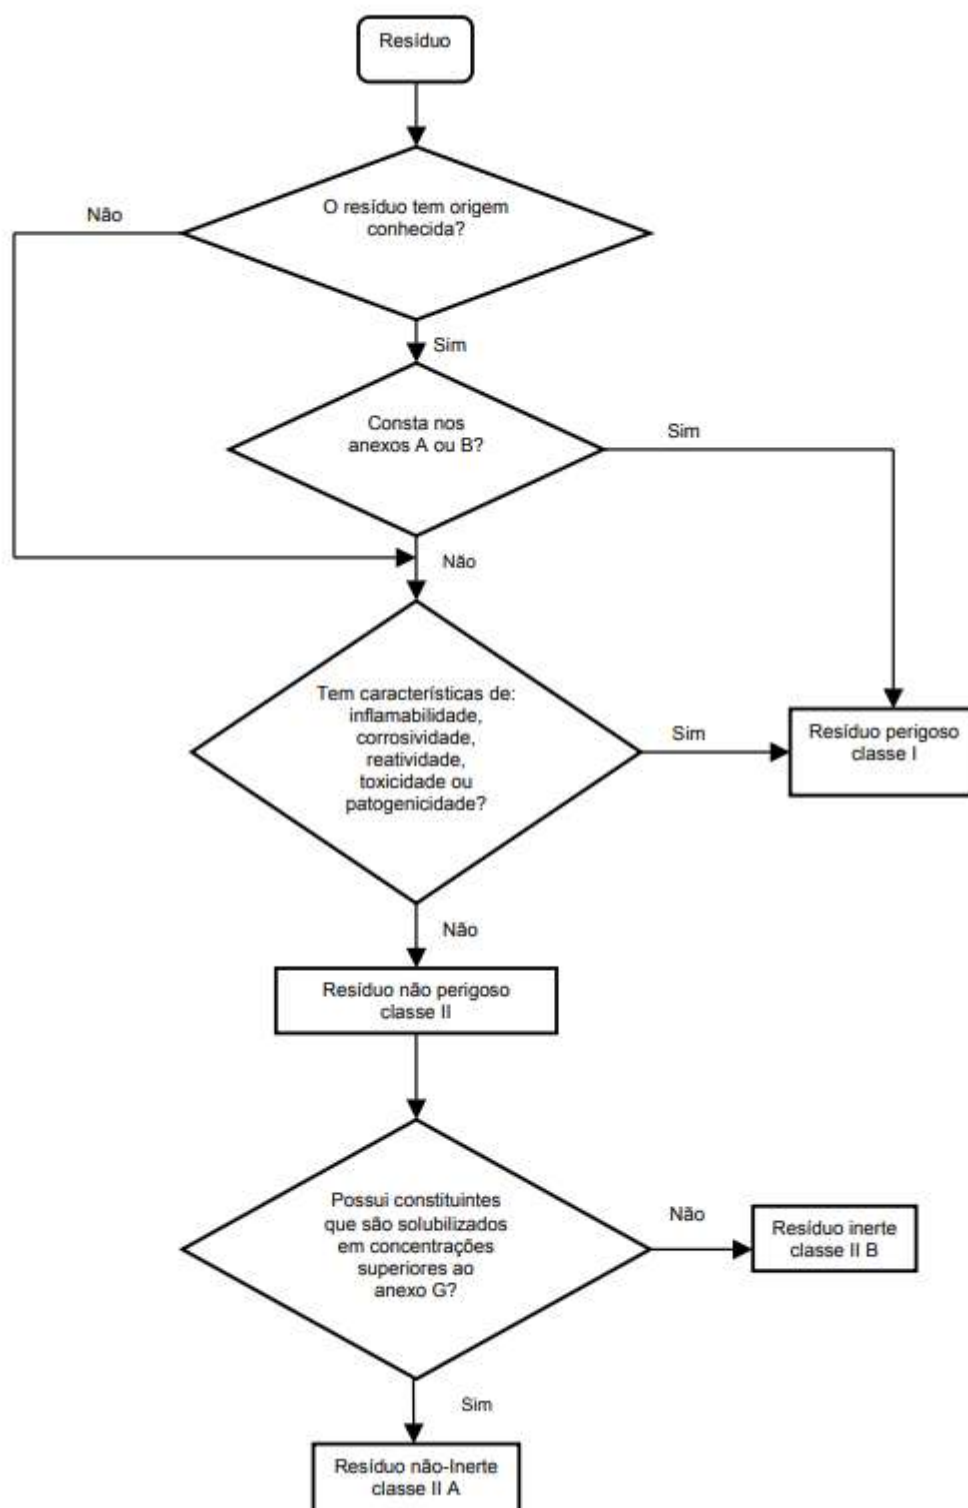 Resíduo
O resíduo tem origem
conhecida?
Não
Sim
Consta nos
anexos A ou B?
Sim
Não
Tem características de:
inflamabilidade,
corrosividade,
reatividade,
toxicidade ou
patogenicidade?
Sim
Resíduo perigoso
classe I
Não
Resíduo não perigoso
classe II
Possui constituintes
que são solubilizados
em concentrações
superiores ao
anexo G?
Não
Resíduo inerte
classe II B
Sim
Resíduo não-Inerte
classe II A